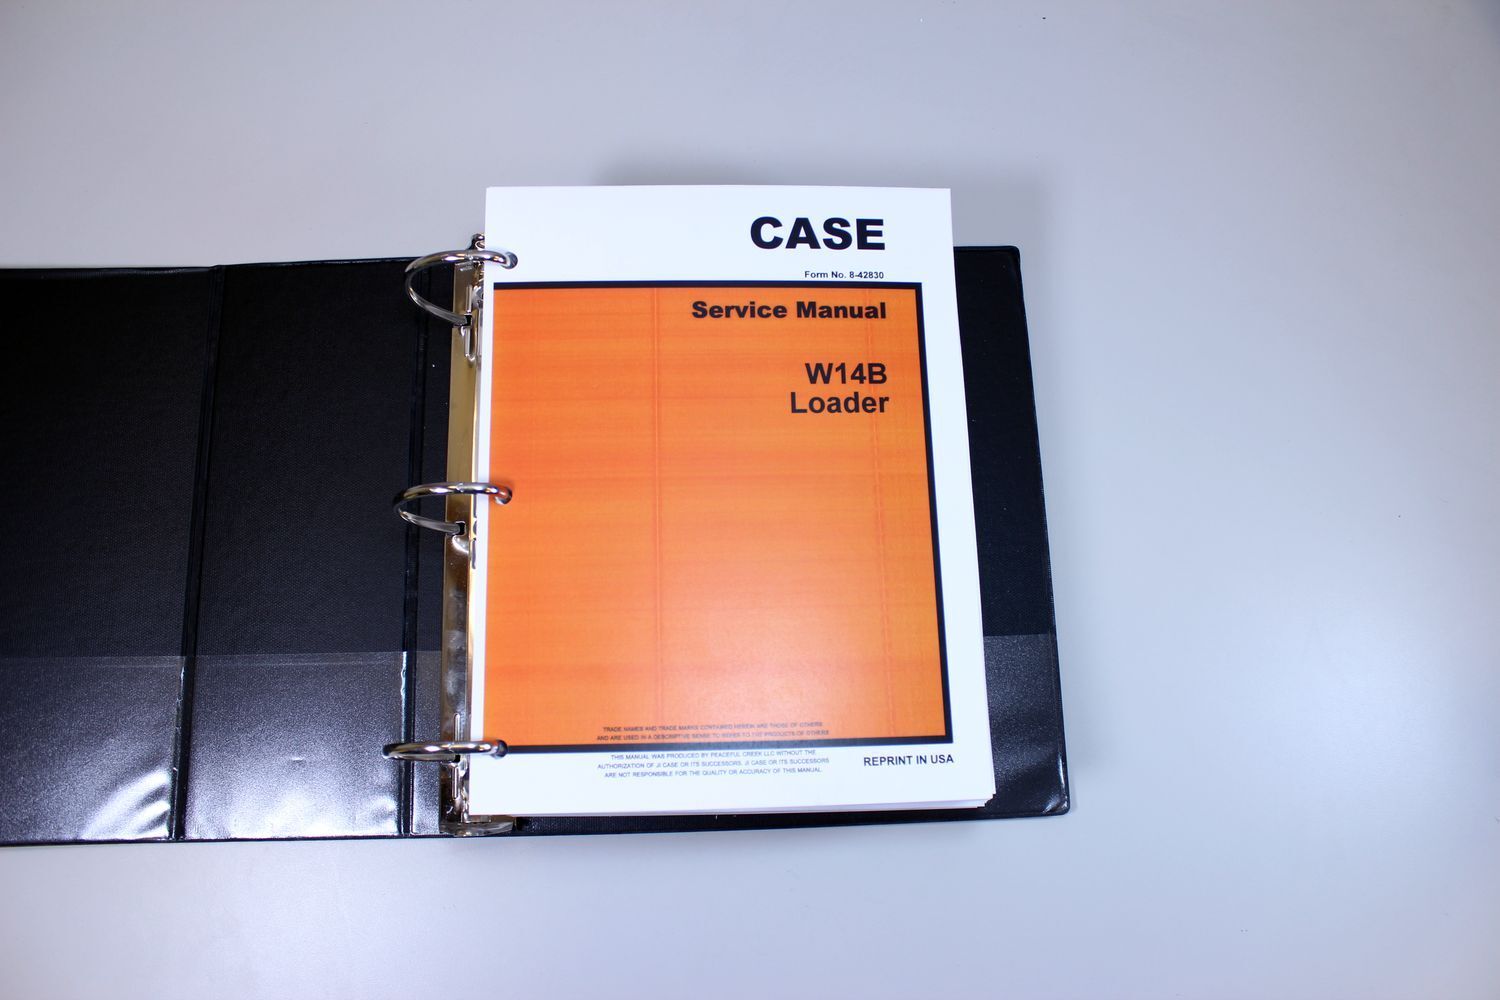 CASE
Form No. 8-42830
Service Manual
W14B
Loader
TRADE NAMES AND TRADE MARKS CONTAINED HEREIN ARE THOSE OF OTHERS
AND ARE USED IN A DESCRIPTIVE SENSE TO REFER TO THE PRODUCTS OF OTHERS
THIS MANUAL WAS PRODUCED BY PEACEFUL CREEK LLC WITHOUT THE
AUTHORIZATION OF JI CASE OR ITS SUCCESSORS. JI CASE OR ITS SUCCESSORS
ARE NOT RESPONSIBLE FOR THE QUALITY OR ACCURACY OF THIS MANUAL.
REPRINT IN USA